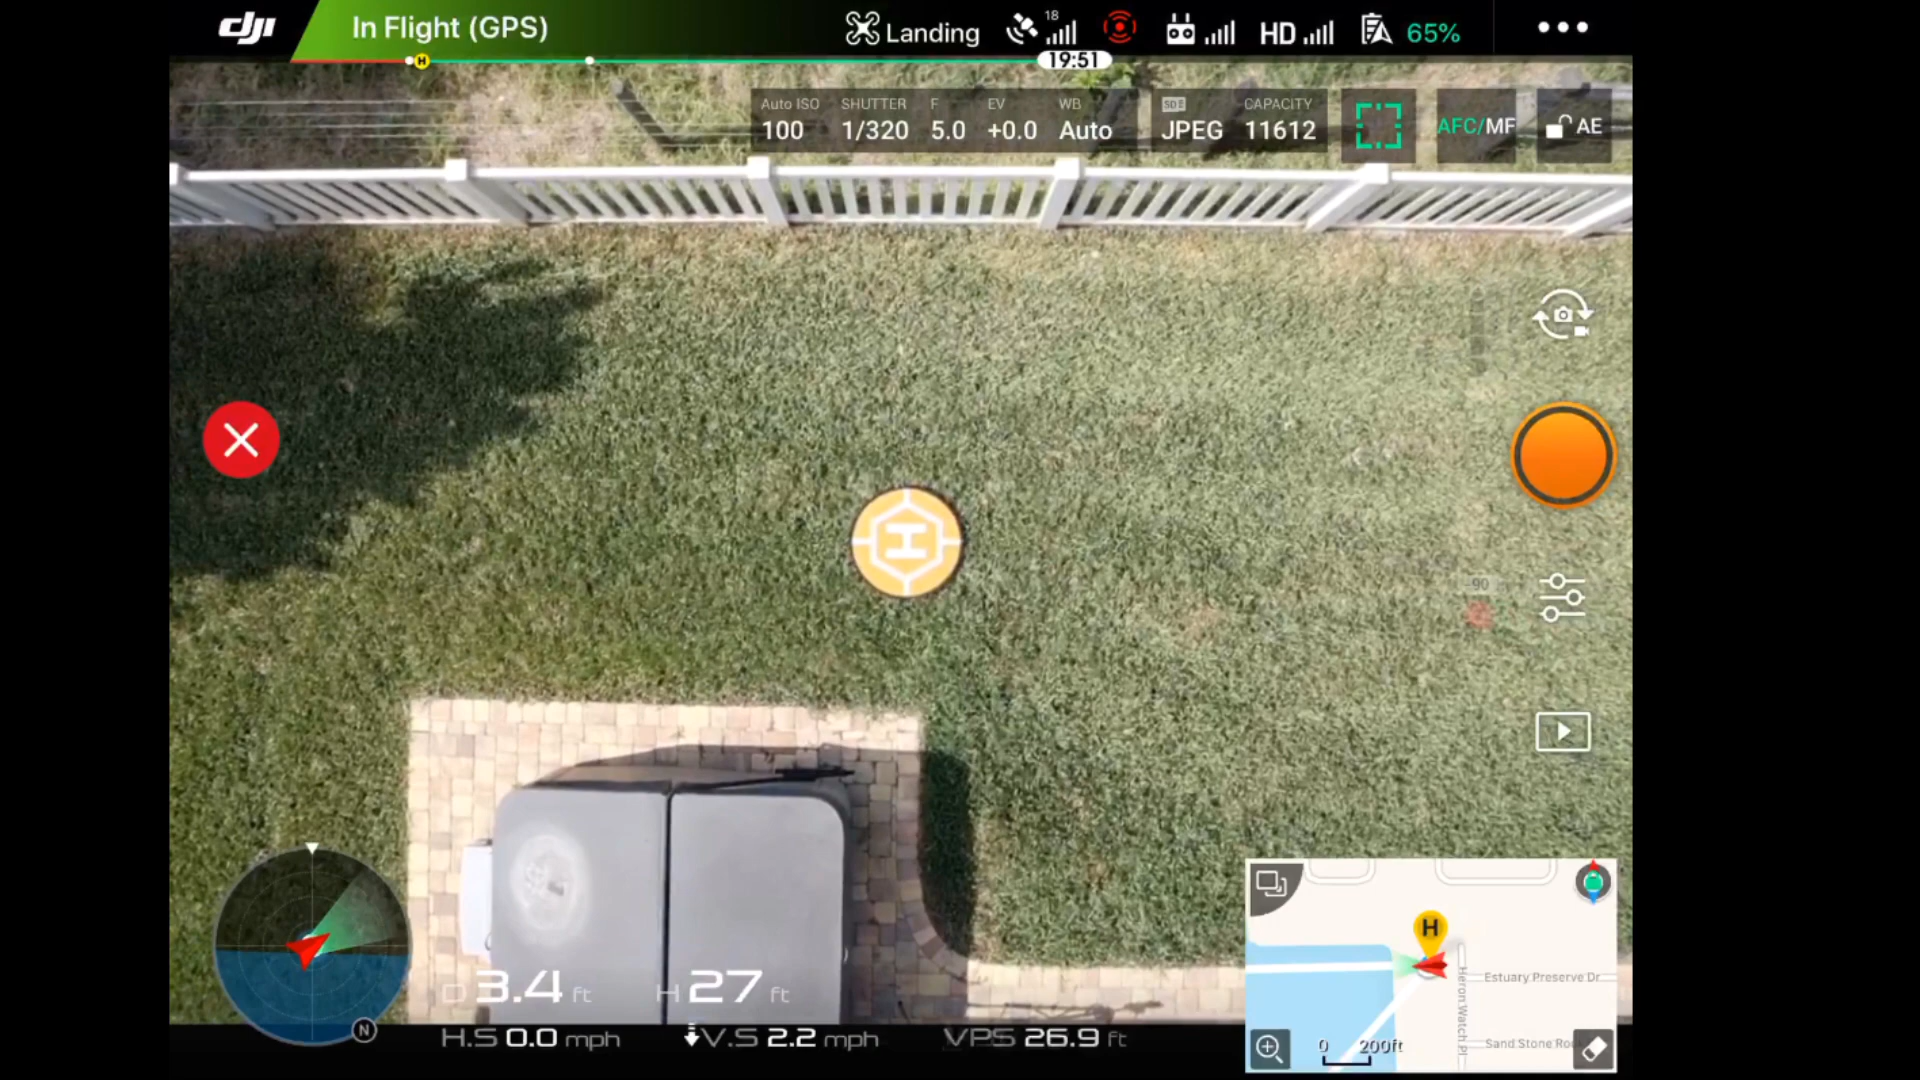 dji In Flight (GPS) Landing 18 HD 65%
H 19:51
Auto ISO SHUTTER F EV WB CAPACITY
100 1/320 5.0 +0.0 Auto JPEG 11612 AFC/MF AE
H
-90
H
Estuary Preserve Dr
Heron Watch Pl
D 3.4 ft H 27 ft
N
H.S 0.0 mph V.S 2.2 mph VPS 26.9 ft
0 200ft
Sand Stone